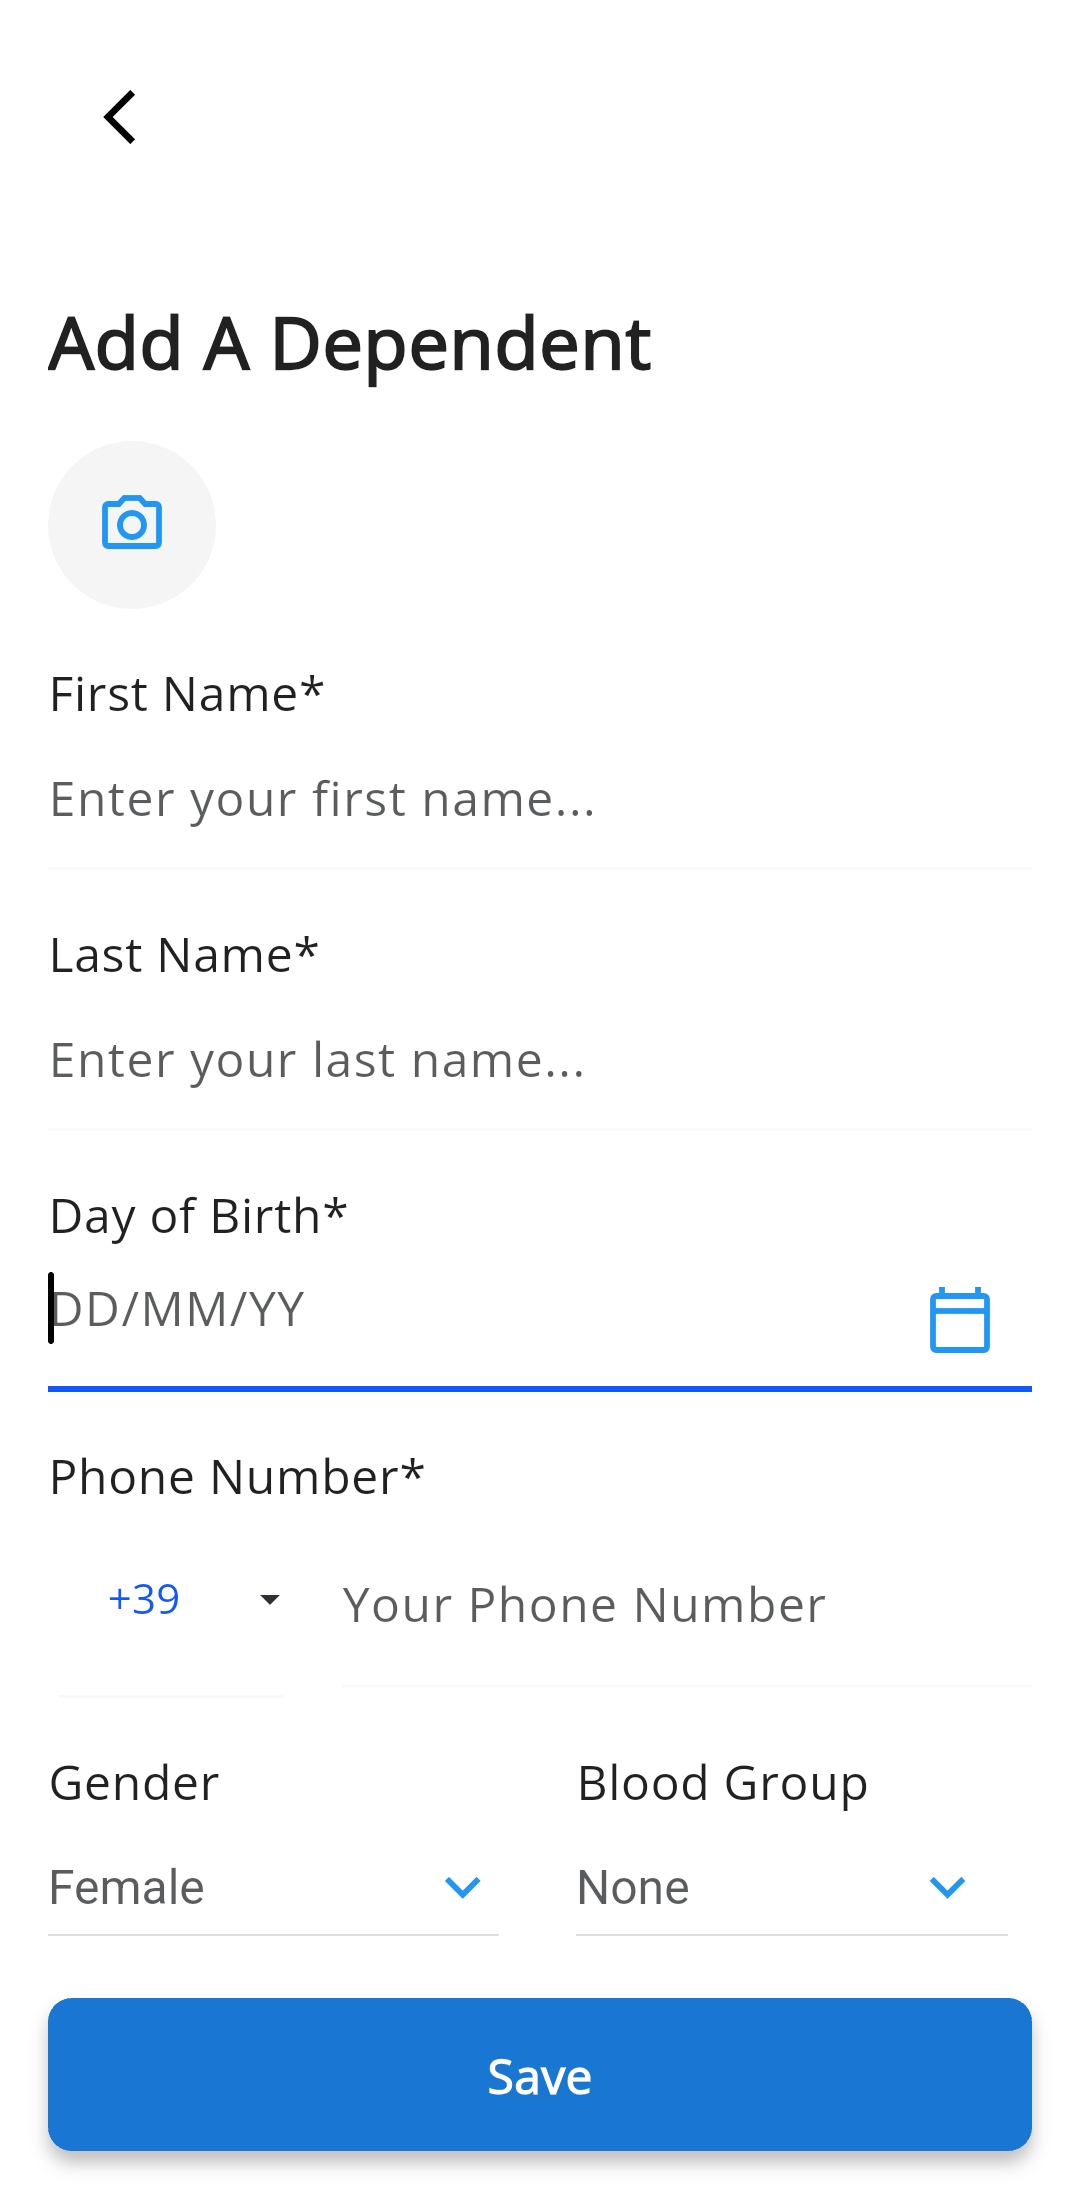 Add A Dependent
First Name*
Enter your first name...
Last Name*
Enter your last name...
Day of Birth*
DD/MM/YY
Phone Number*
+39 Your Phone Number
Gender Blood Group
Female None
Save